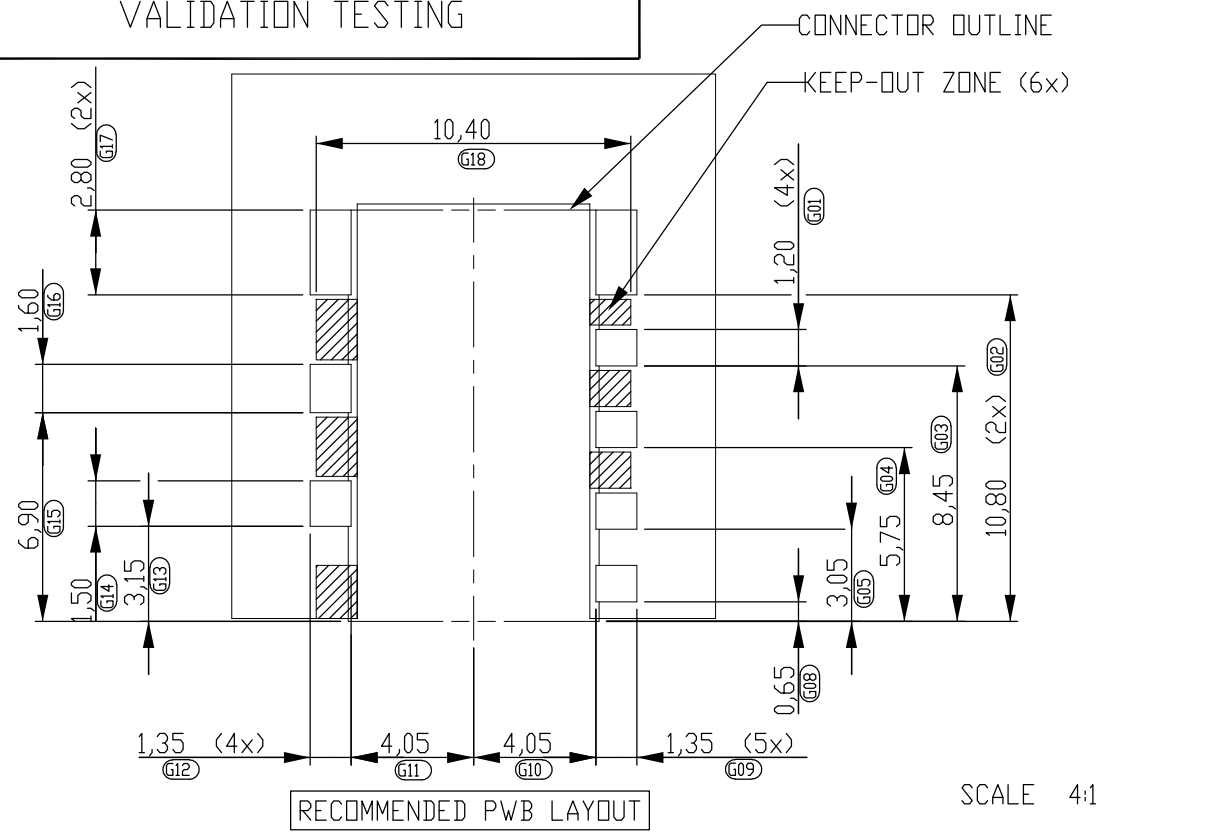 VALIDATION TESTING
CONNECTOR OUTLINE
KEEP-OUT ZONE (6x)
10,40
G18
2,80 (2x)
G17
1,20 (4x)
G01
1,60
G16
10,80 (2x)
G02
8,45
G03
5,75
G04
6,90
G15
1,50
G14
3,15
G13
3,05
G05
0,65
G08
1,35 (4x)
G12
4,05
G11
4,05
G10
1,35 (5x)
G09
RECOMMENDED PWB LAYOUT
SCALE 4:1